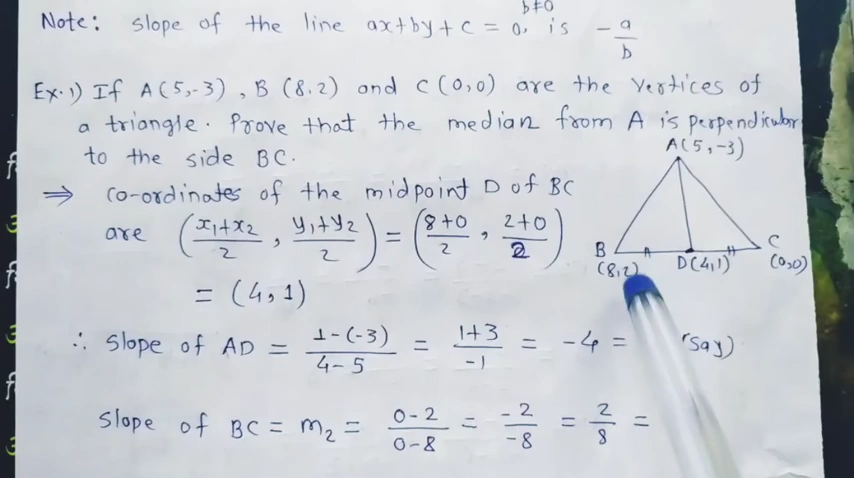 Note: slope of the line ax+by+c=0, b≠0 is -a/b
Ex.1) If A(5,-3), B(8,2) and C(0,0) are the vertices of
a triangle. Prove that the median from A is perpendicular
to the side BC.
⇒ co-ordinates of the midpoint D of BC
are (x₁+x₂/2, y₁+y₂/2) = (8+0/2, 2+0/2)
= (4,1)
∴ slope of AD = 1-(-3)/4-5 = 1+3/-1 = -4 = (say)
slope of BC = m₂ = 0-2/0-8 = -2/-8 = 2/8 =
A(5,-3)
B
(8,2)
D(4,1)
C
(0,0)